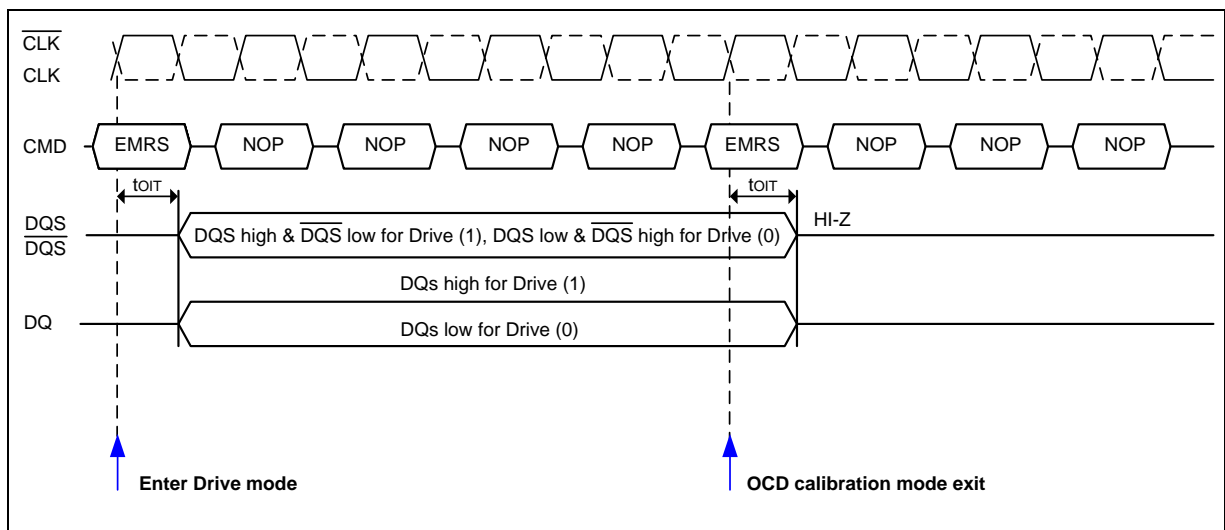 CLK
CLK
CMD EMRS NOP NOP NOP NOP EMRS NOP NOP NOP
tOIT tOIT
DQS
DQS
DQS high & DQS low for Drive (1), DQS low & DQS high for Drive (0)
HI-Z
DQs high for Drive (1)
DQ
DQs low for Drive (0)
Enter Drive mode
OCD calibration mode exit